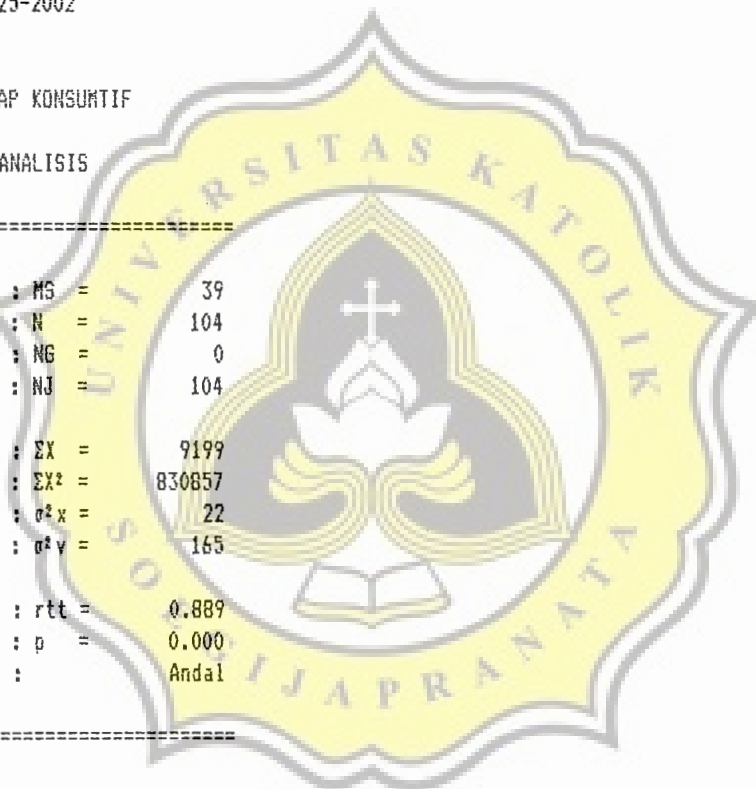 25-2002
AP KONSUMTIF
ANALISIS
=====================
: MS = 39
: N = 104
: NG = 0
: NJ = 104
: ΣX = 9199
: ΣX² = 830857
: σ²x = 22
: σ²y = 165
: rtt = 0.889
: p = 0.000
: Andal
=====================
UNIVERSITAS KATOLIK
SOEGIJAPRANATA